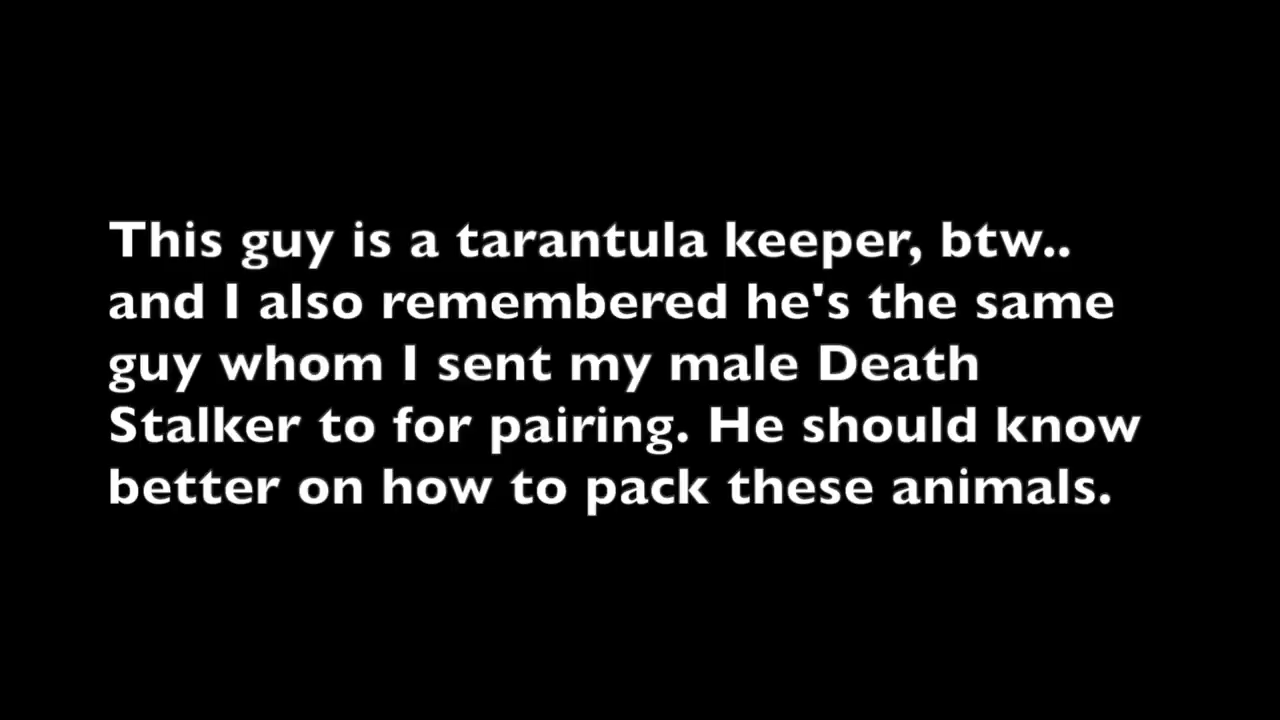 This guy is a tarantula keeper, btw..
and I also remembered he's the same
guy whom I sent my male Death
Stalker to for pairing. He should know
better on how to pack these animals.